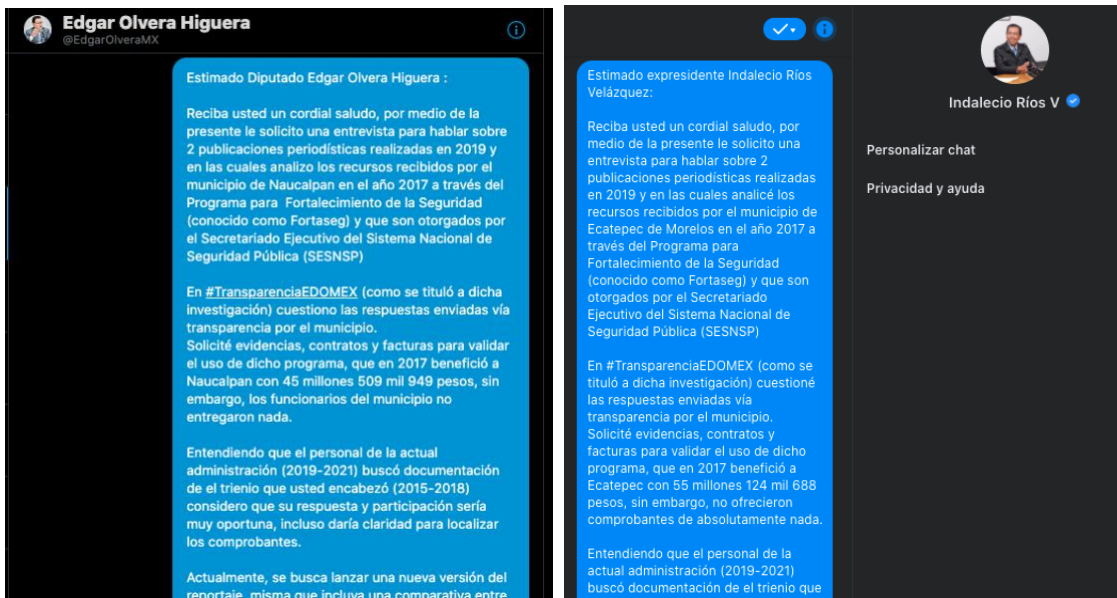 Edgar Olvera Higuera
@EdgarOlveraMX
Estimado Diputado Edgar Olvera Higuera :
Reciba usted un cordial saludo, por medio de la
presente le solicito una entrevista para hablar sobre
2 publicaciones periodísticas realizadas en 2019 y
en las cuales analizo los recursos recibidos por el
municipio de Naucalpan en el año 2017 a través del
Programa para  Fortalecimiento de la Seguridad
(conocido como Fortaseg) y que son otorgados por
el Secretariado Ejecutivo del Sistema Nacional de
Seguridad Pública (SESNSP)
En #TransparenciaEDOMEX (como se tituló a dicha
investigación) cuestiono las respuestas enviadas vía
transparencia por el municipio.
Solicité evidencias, contratos y facturas para validar
el uso de dicho programa, que en 2017 benefició a
Naucalpan con 45 millones 509 mil 949 pesos, sin
embargo, los funcionarios del municipio no
entregaron nada.
Entendiendo que el personal de la actual
administración (2019-2021) buscó documentación
de el trienio que usted encabezó (2015-2018)
considero que su respuesta y participación sería
muy oportuna, incluso daría claridad para localizar
los comprobantes.
Actualmente, se busca lanzar una nueva versión del
reportaje, misma que incluya una comparativa entre
Estimado expresidente Indalecio Ríos
Velázquez:
Reciba usted un cordial saludo, por
medio de la presente le solicito una
entrevista para hablar sobre 2
publicaciones periodísticas realizadas
en 2019 y en las cuales analicé los
recursos recibidos por el municipio de
Ecatepec de Morelos en el año 2017 a
través del Programa para
Fortalecimiento de la Seguridad
(conocido como Fortaseg) y que son
otorgados por el Secretariado
Ejecutivo del Sistema Nacional de
Seguridad Pública (SESNSP)
En #TransparenciaEDOMEX (como se
tituló a dicha investigación) cuestioné
las respuestas enviadas vía
transparencia por el municipio.
Solicité evidencias, contratos y
facturas para validar el uso de dicho
programa, que en 2017 benefició a
Ecatepec con 55 millones 124 mil 688
pesos, sin embargo, no ofrecieron
comprobantes de absolutamente nada.
Entendiendo que el personal de la
actual administración (2019-2021)
buscó documentación de el trienio que
Indalecio Ríos V
Personalizar chat
Privacidad y ayuda